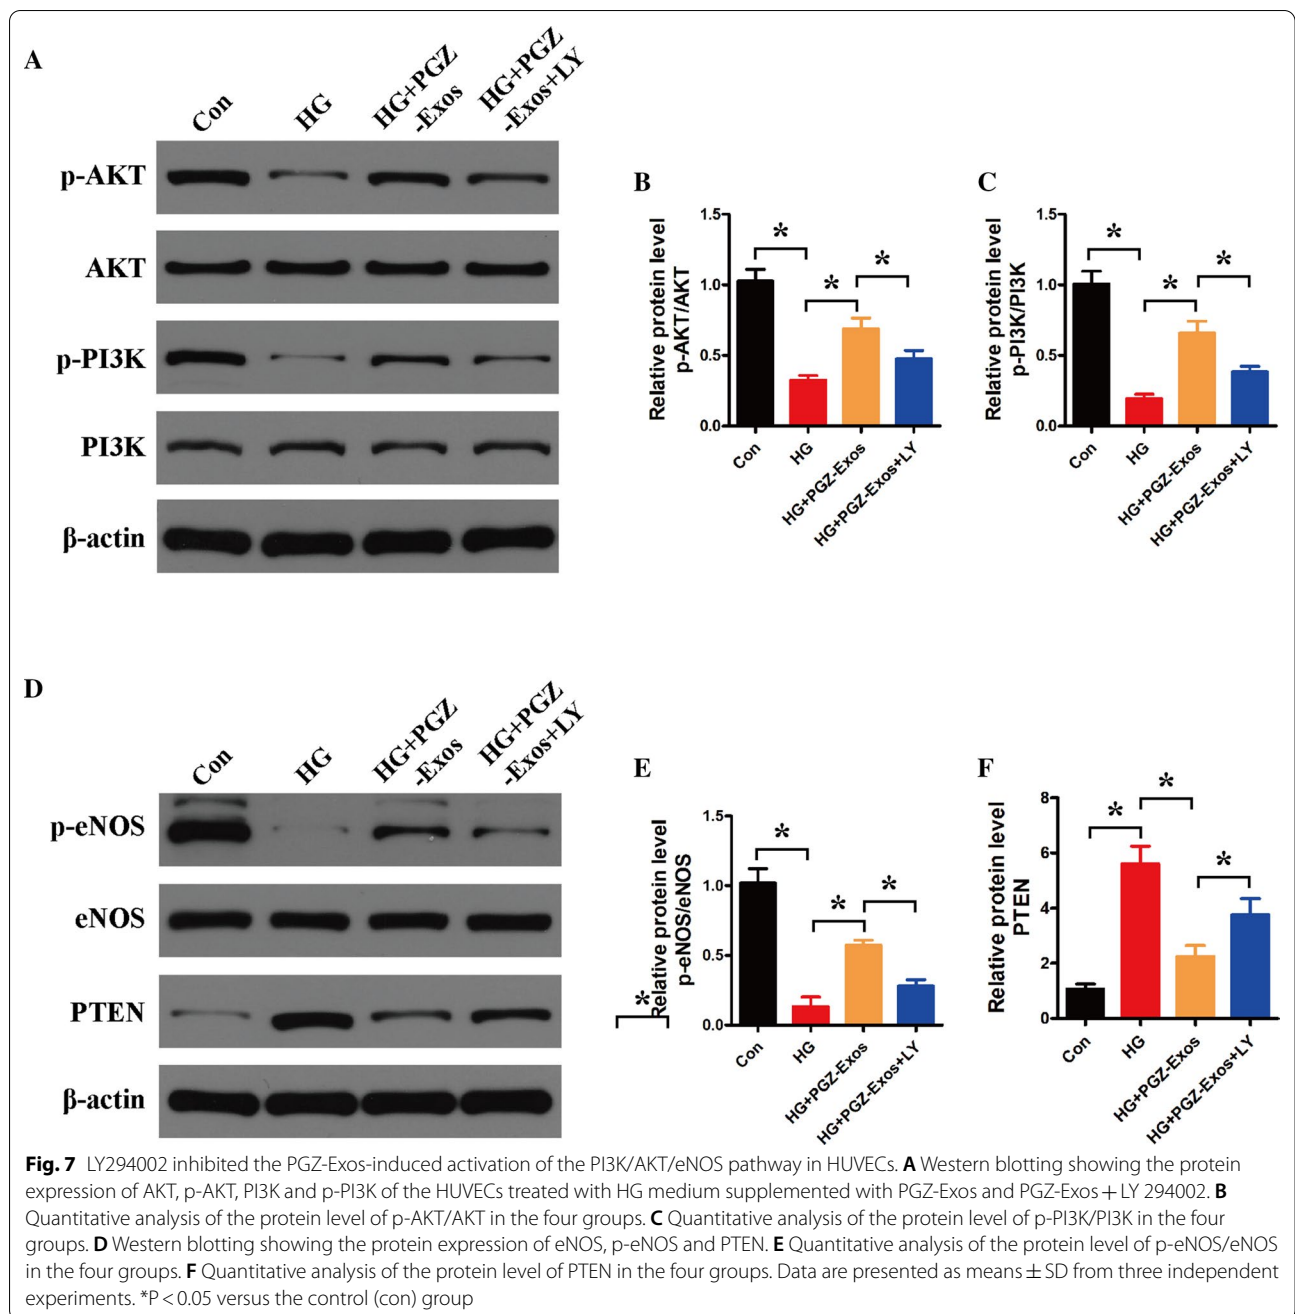 A
Con
HG
HG+PGZ
-Exos
HG+PGZ
-Exos+LY
p-AKT
AKT
p-PI3K
PI3K
β-actin
B
Relative protein level
p-AKT/AKT
1.5
1.0
0.5
0.0
*
*
*
Con
HG
HG+PGZ-Exos
HG+PGZ-Exos+LY
C
Relative protein level
p-PI3K/PI3K
1.5
1.0
0.5
0.0
*
*
*
Con
HG
HG+PGZ-Exos
HG+PGZ-Exos+LY
D
Con
HG
HG+PGZ
-Exos
HG+PGZ
-Exos+LY
p-eNOS
eNOS
PTEN
β-actin
*
E
Relative protein level
p-eNOS/eNOS
1.5
1.0
0.5
0.0
*
*
*
Con
HG
HG+PGZ-Exos
HG+PGZ-Exos+LY
F
Relative protein level
PTEN
8
6
4
2
0
*
*
*
Con
HG
HG+PGZ-Exos
HG+PGZ-Exos+LY
Fig. 7 LY294002 inhibited the PGZ-Exos-induced activation of the PI3K/AKT/eNOS pathway in HUVECs. A Western blotting showing the protein
expression of AKT, p-AKT, PI3K and p-PI3K of the HUVECs treated with HG medium supplemented with PGZ-Exos and PGZ-Exos + LY 294002. B
Quantitative analysis of the protein level of p-AKT/AKT in the four groups. C Quantitative analysis of the protein level of p-PI3K/PI3K in the four
groups. D Western blotting showing the protein expression of eNOS, p-eNOS and PTEN. E Quantitative analysis of the protein level of p-eNOS/eNOS
in the four groups. F Quantitative analysis of the protein level of PTEN in the four groups. Data are presented as means ± SD from three independent
experiments. *P < 0.05 versus the control (con) group